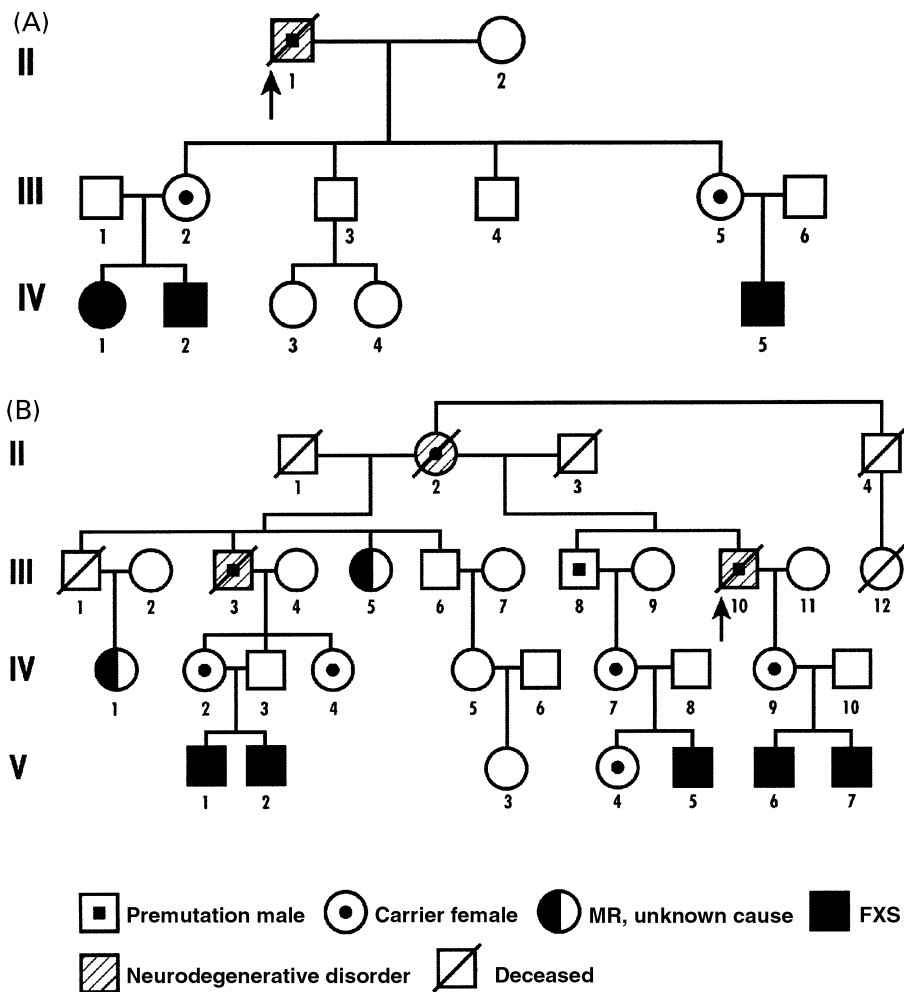 (A)
II
1 2
III
1 2 3 4 5 6
IV
1 2 3 4 5
(B)
II
1 2 3 4
III
1 2 3 4 5 6 7 8 9 10 11 12
IV
1 2 3 4 5 6 7 8 9 10
V
1 2 3 4 5 6 7
Premutation male Carrier female MR, unknown cause FXS
Neurodegenerative disorder Deceased